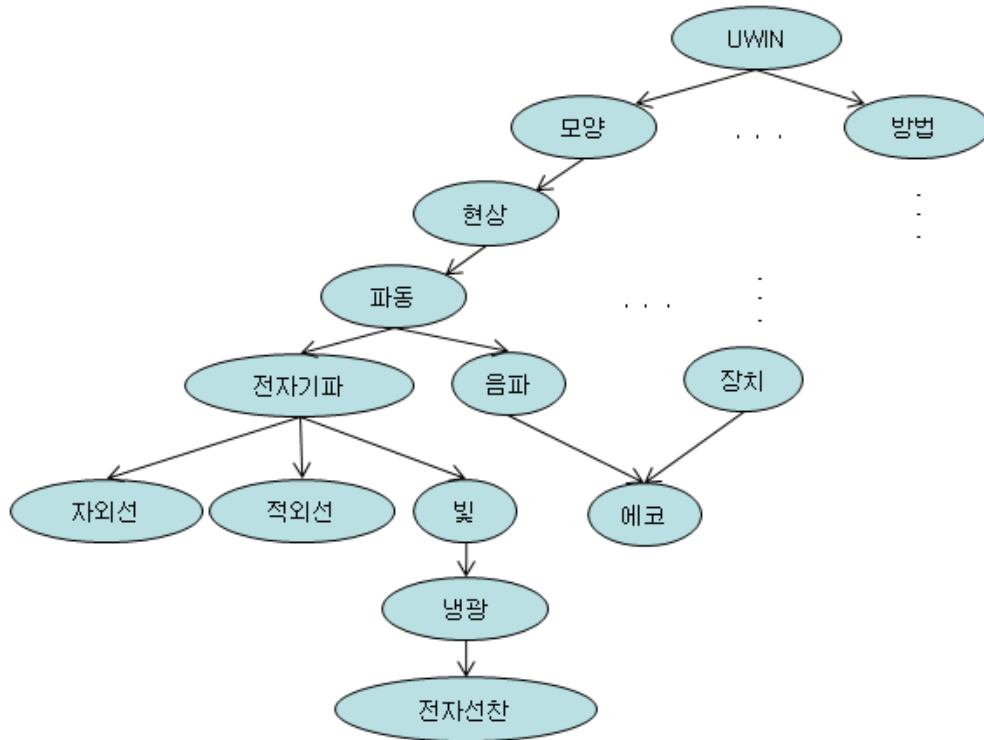 UWIN
모양
. . .
방법
현상
파동
. . .
전자기파
음파
장치
자외선
적외선
빛
에코
냉광
전자선찬